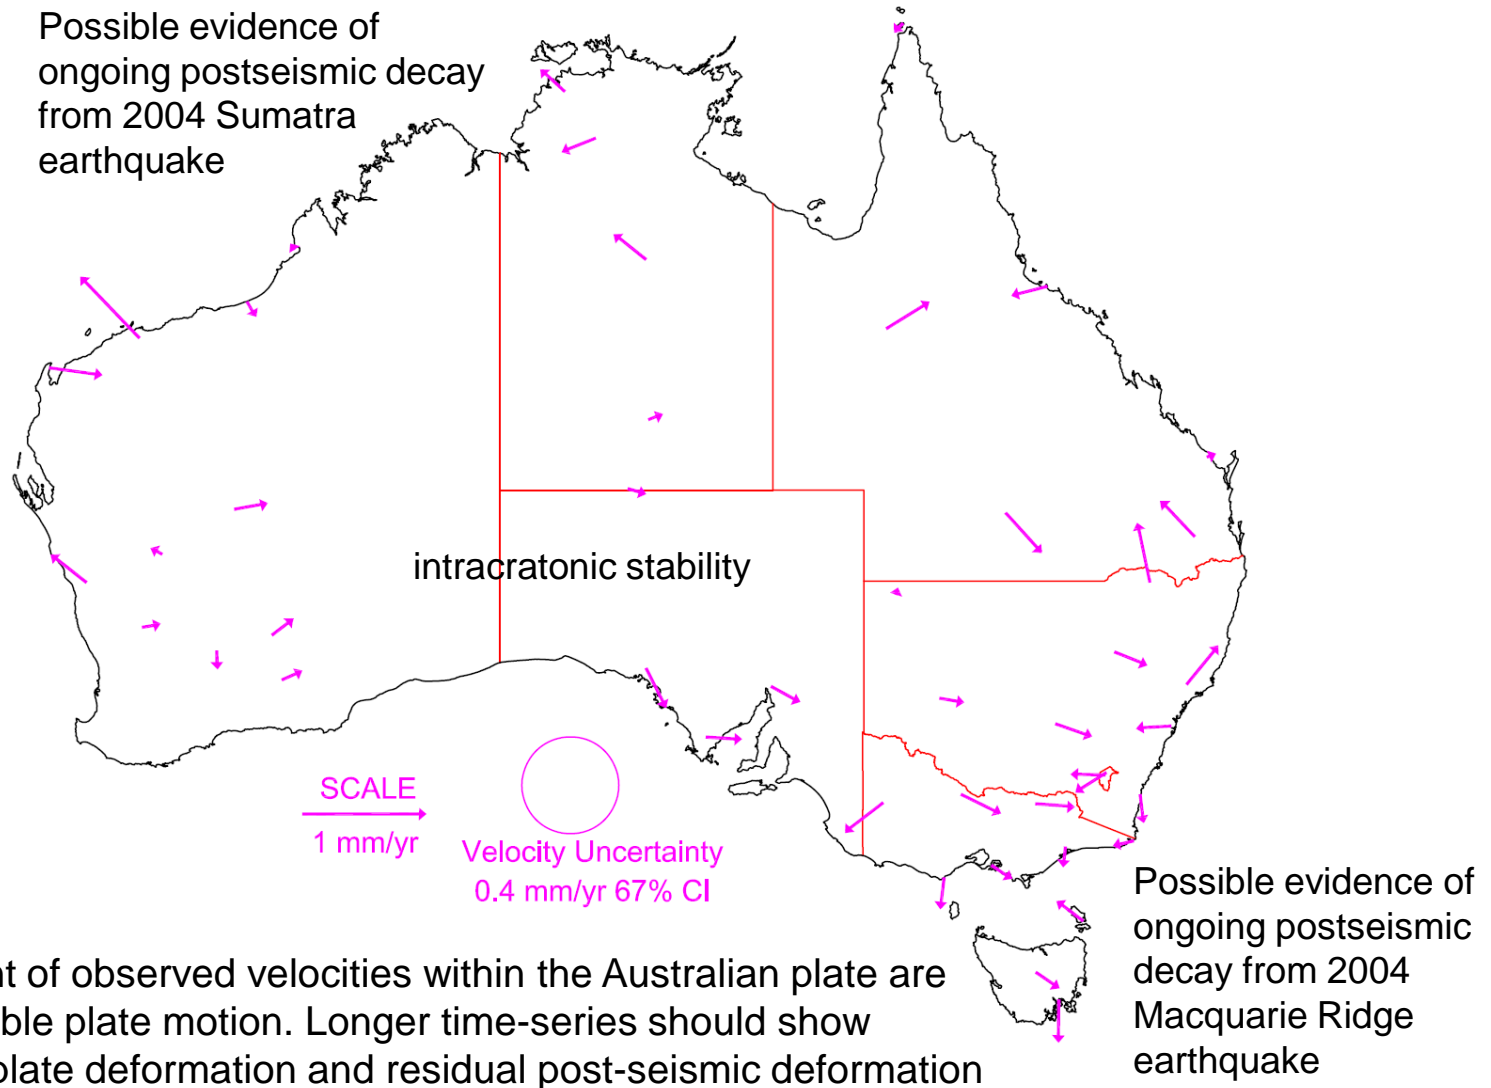 Possible evidence of
ongoing postseismic decay
from 2004 Sumatra
earthquake
intracratonic stability
SCALE
1 mm/yr
Velocity Uncertainty
0.4 mm/yr 67% CI
Possible evidence of
ongoing postseismic
decay from 2004
Macquarie Ridge
earthquake
of observed velocities within the Australian plate are
plate motion. Longer time-series should show
deformation and residual post-seismic deformation